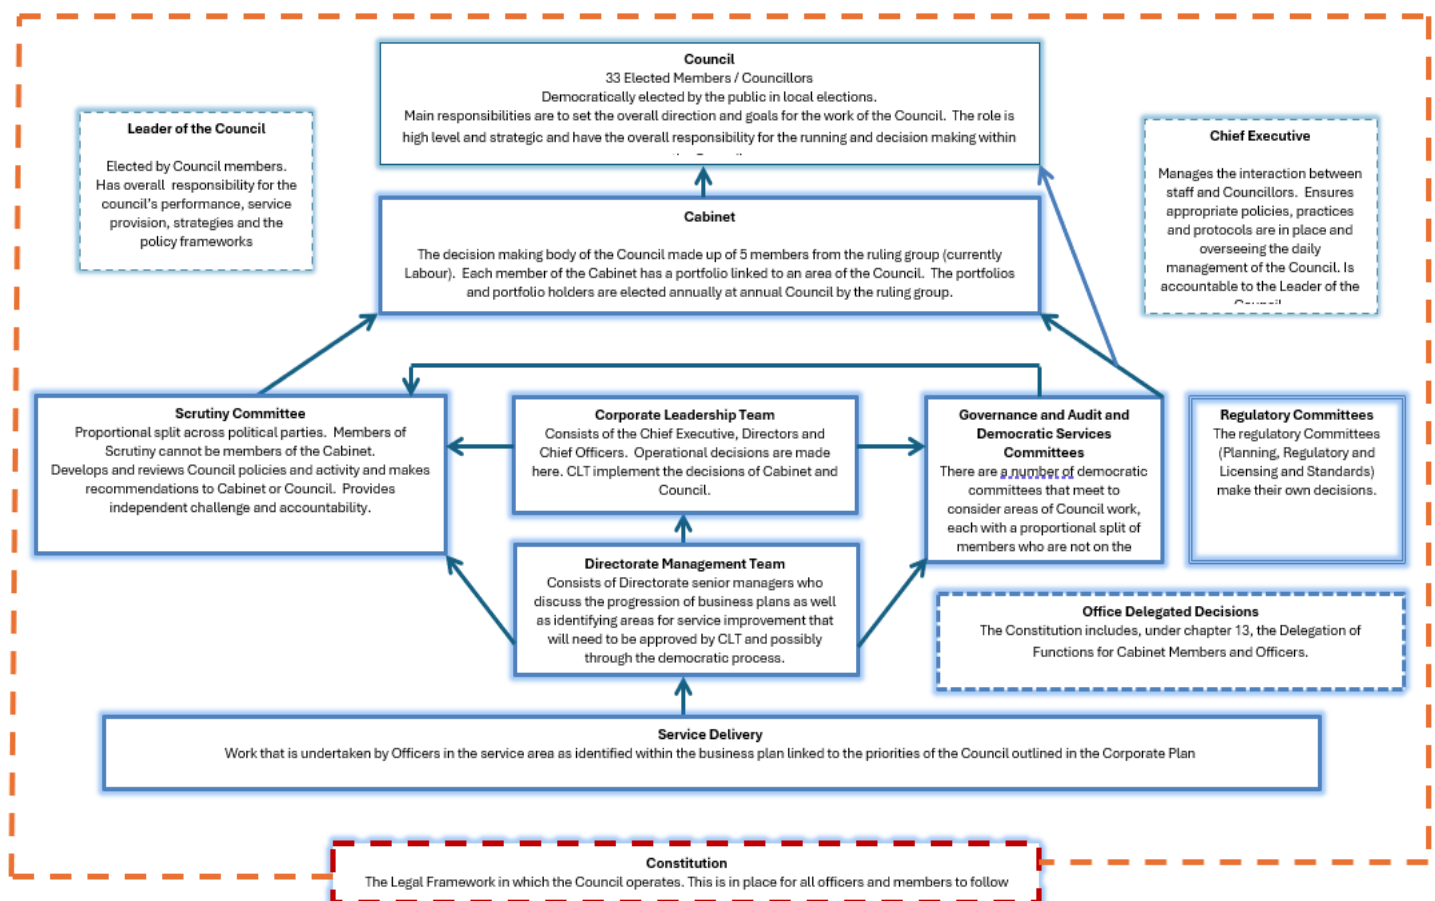 Council
33 Elected Members / Councillors
Democratically elected by the public in local elections.
Main responsibilities are to set the overall direction and goals for the work of the Council. The role is
high level and strategic and have the overall responsibility for the running and decision making within
Leader of the Council
Elected by Council members.
Has overall responsibility for the
council's performance, service
provision, strategies and the
policy frameworks
Chief Executive
Manages the interaction between
staff and Councillors. Ensures
appropriate policies, practices
and protocols are in place and
overseeing the daily
management of the Council. Is
accountable to the Leader of the
Cabinet
The decision making body of the Council made up of 5 members from the ruling group (currently
Labour). Each member of the Cabinet has a portfolio linked to an area of the Council. The portfolios
and portfolio holders are elected annually at annual Council by the ruling group.
Scrutiny Committee
Proportional split across political parties. Members of
Scrutiny cannot be members of the Cabinet.
Develops and reviews Council policies and activity and makes
recommendations to Cabinet or Council. Provides
independent challenge and accountability.
Corporate Leadership Team
Consists of the Chief Executive, Directors and
Chief Officers. Operational decisions are made
here. CLT implement the decisions of Cabinet and
Council.
Governance and Audit and
Democratic Services
Committees
There are a number of democratic
committees that meet to
consider areas of Council work,
each with a proportional split of
members who are not on the
Regulatory Committees
The regulatory Committees
(Planning, Regulatory and
Licensing and Standards)
make their own decisions.
Directorate Management Team
Consists of Directorate senior managers who
discuss the progression of business plans as well
as identifying areas for service improvement that
will need to be approved by CLT and possibly
through the democratic process.
Office Delegated Decisions
The Constitution includes, under chapter 13, the Delegation of
Functions for Cabinet Members and Officers.
Service Delivery
Work that is undertaken by Officers in the service area as identified within the business plan linked to the priorities of the Council outlined in the Corporate Plan
Constitution
The Legal Framework in which the Council operates. This is in place for all officers and members to follow